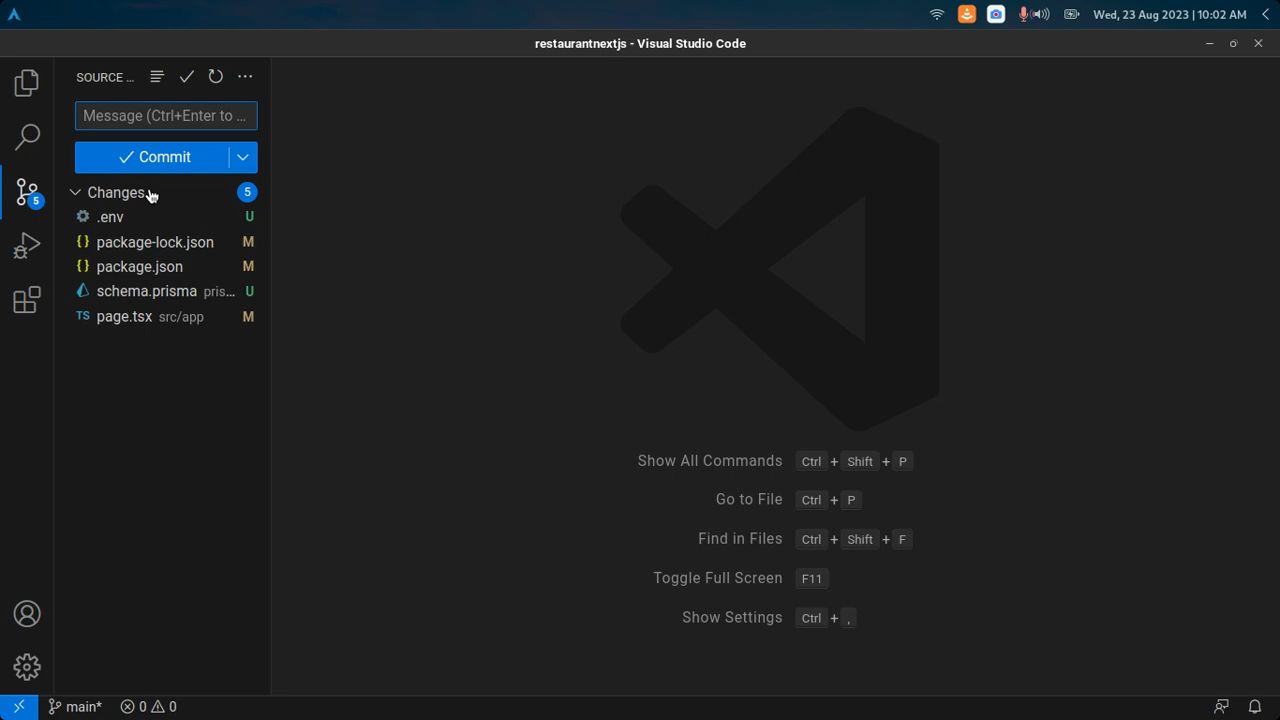 Wed, 23 Aug 2023 | 10:02 AM
restaurantnextjs - Visual Studio Code
SOURCE ...
Message (Ctrl+Enter to ...
Commit
Changes 5
5
.env U
{} package-lock.json M
{} package.json M
schema.prisma pris... U
TS page.tsx src/app M
Show All Commands Ctrl + Shift + P
Go to File Ctrl + P
Find in Files Ctrl + Shift + F
Toggle Full Screen F11
Show Settings Ctrl + ,
main* 0 0